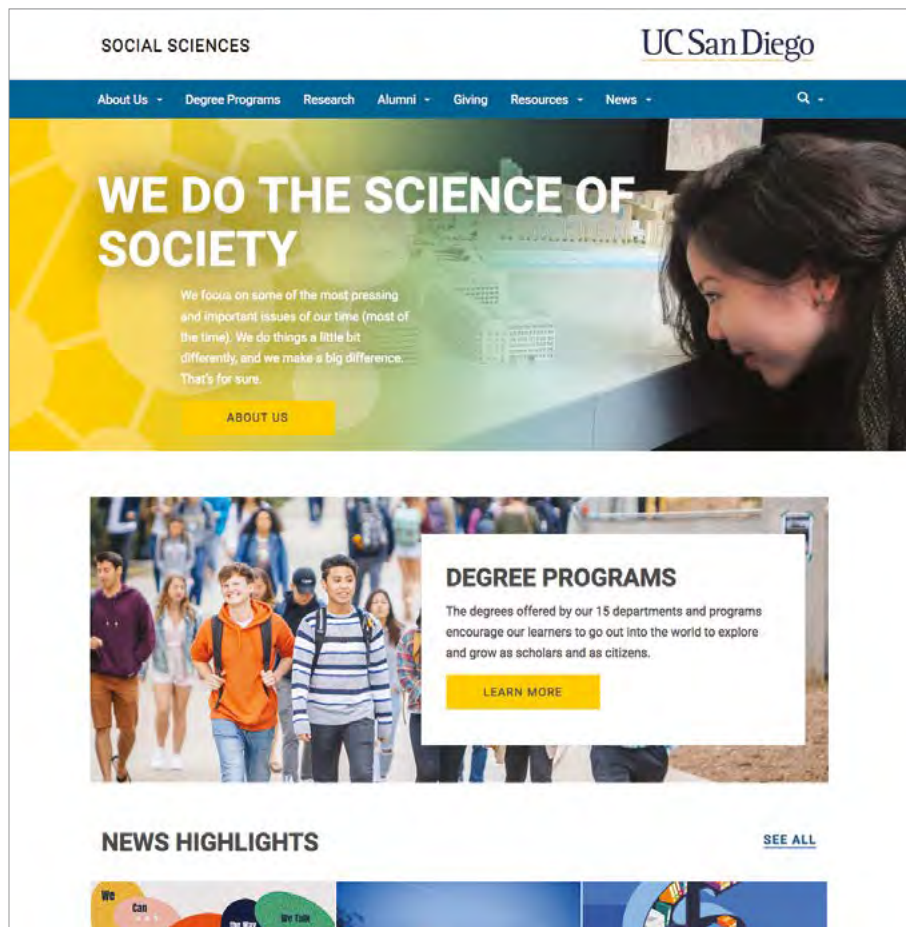 SOCIAL SCIENCES
UC San Diego
About Us Degree Programs Research Alumni Giving Resources News
WE DO THE SCIENCE OF
SOCIETY
We focus on some of the most pressing
and important issues of our time (most of
the time). We do things a little bit
differently, and we make a big difference.
That's for sure.
ABOUT US
DEGREE PROGRAMS
The degrees offered by our 15 departments and programs
encourage our learners to go out into the world to explore
and grow as scholars and as citizens.
LEARN MORE
NEWS HIGHLIGHTS
SEE ALL
We
Can
the Way
We Talk